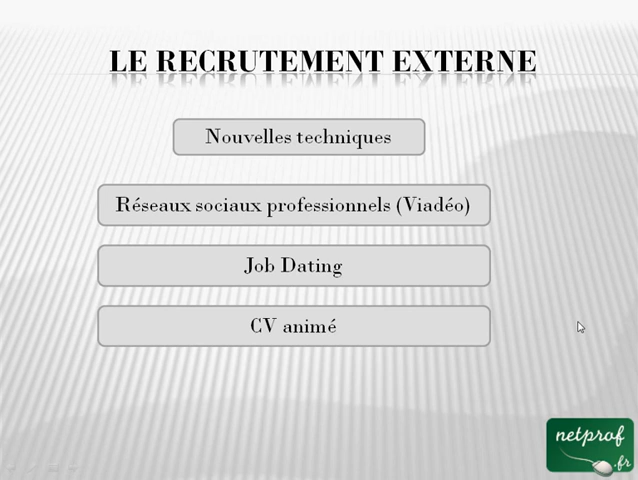 LE RECRUTEMENT EXTERNE
Nouvelles techniques
Réseaux sociaux professionnels (Viadéo)
Job Dating
CV animé
netprof
.fr